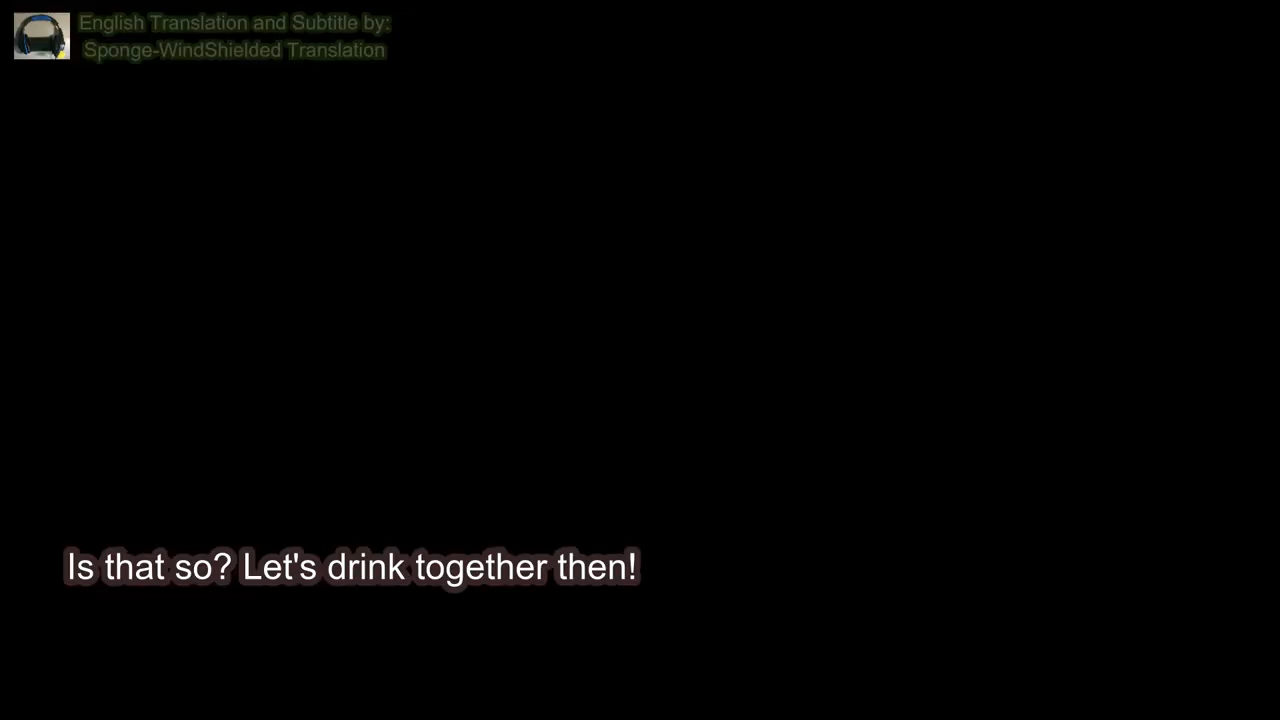 English Translation and Subtitle by:
Sponge-WindShielded Translation
Is that so? Let's drink together then!